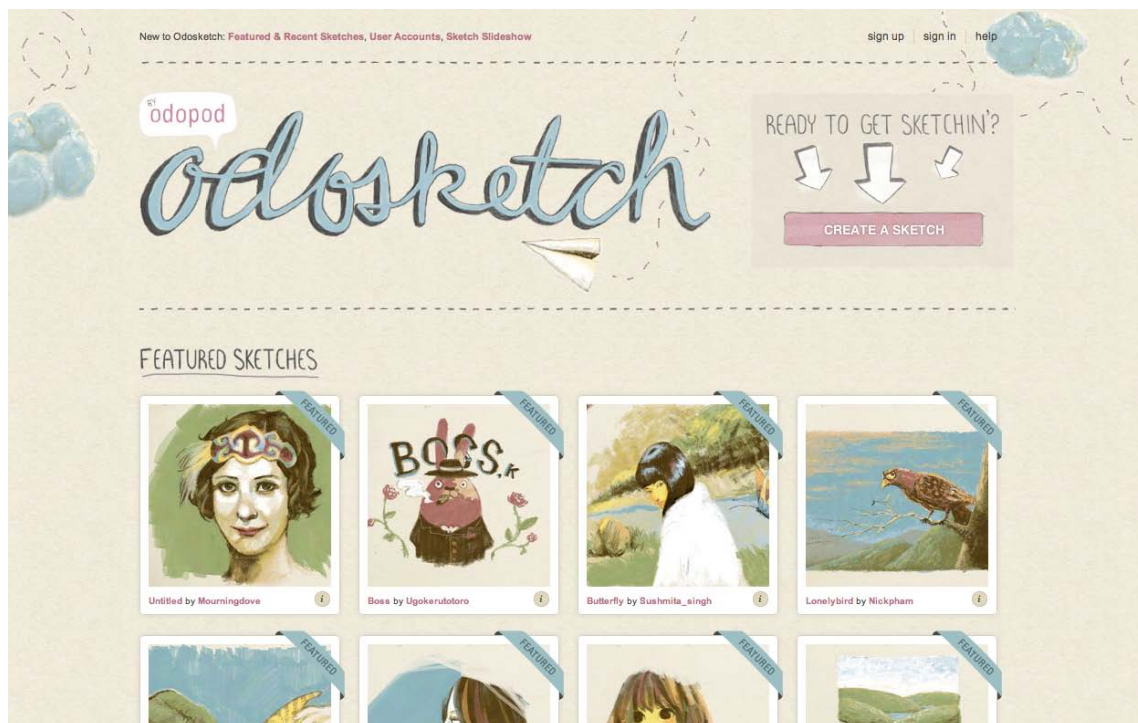 New to Odosketch: Featured & Recent Sketches, User Accounts, Sketch Slideshow
sign up
sign in
help
BY
odopod
odosketch
READY TO GET SKETCHIN'?
CREATE A SKETCH
FEATURED SKETCHES
FEATURED
FEATURED
FEATURED
FEATURED
BOSS.K
Untitled by Mourningdove
i
Boss by Ugokerutotoro
i
Butterfly by Sushmita_singh
i
Lonelybird by Nickpham
i
FEATURED
FEATURED
FEATURED
FEATURED